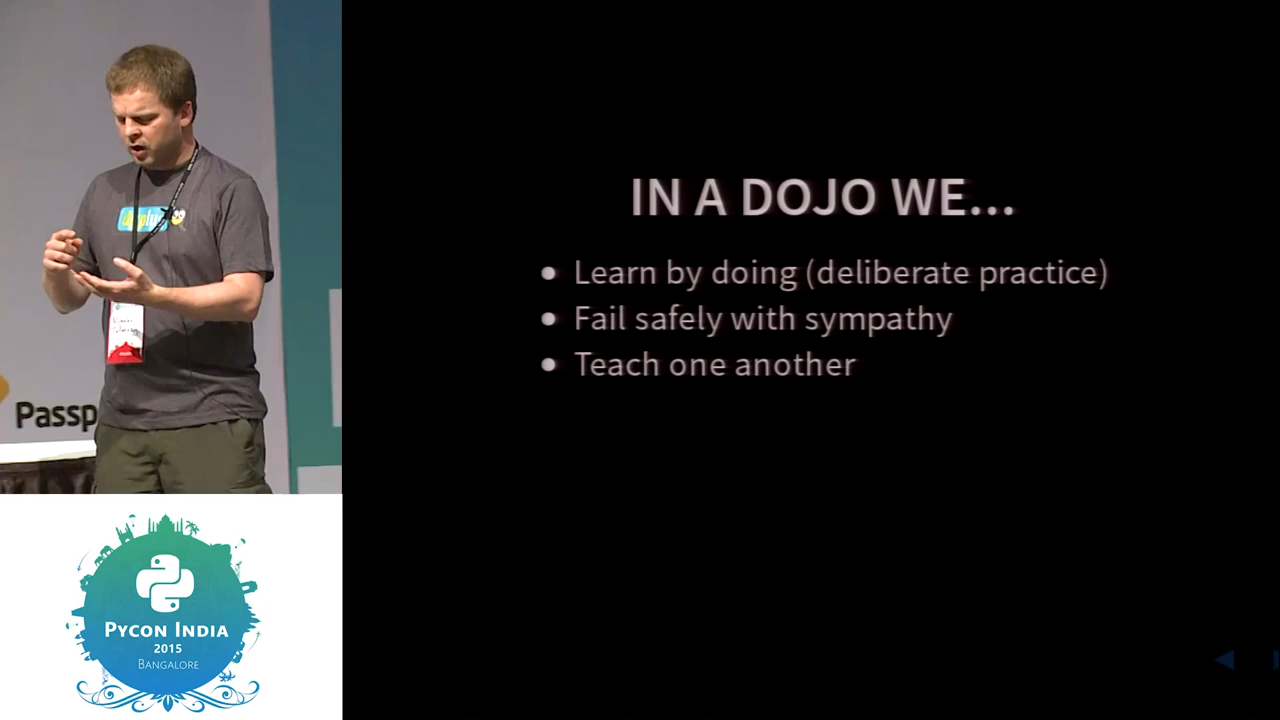 IN A DOJO WE...
Learn by doing (deliberate practice)
Fail safely with sympathy
Teach one another
Passp
PYCON INDIA
2015
BANGALORE